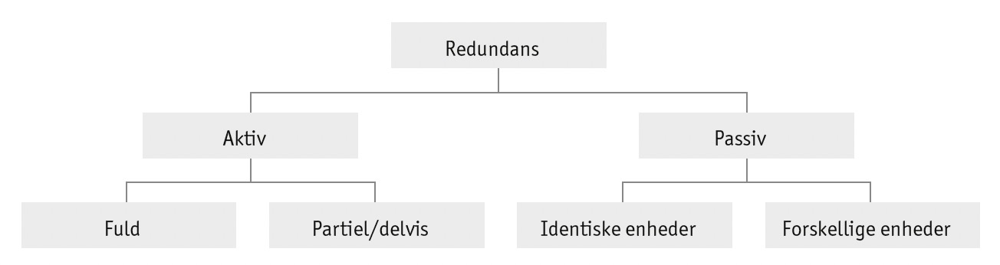 Redundans
Aktiv
Passiv
Fuld
Partiel/delvis
Identiske enheder
Forskellige enheder